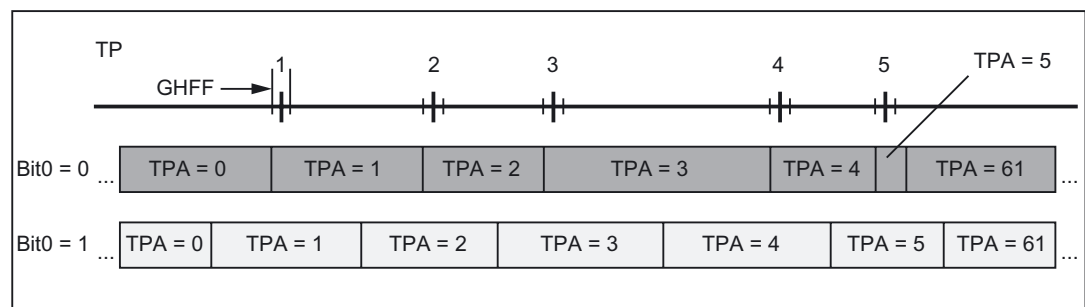 TP 1 2 3 4 5 TPA = 5
GHFF
Bit0 = 0 ... TPA = 0 TPA = 1 TPA = 2 TPA = 3 TPA = 4 TPA = 61 ...
Bit0 = 1 ... TPA = 0 TPA = 1 TPA = 2 TPA = 3 TPA = 4 TPA = 5 TPA = 61 ...